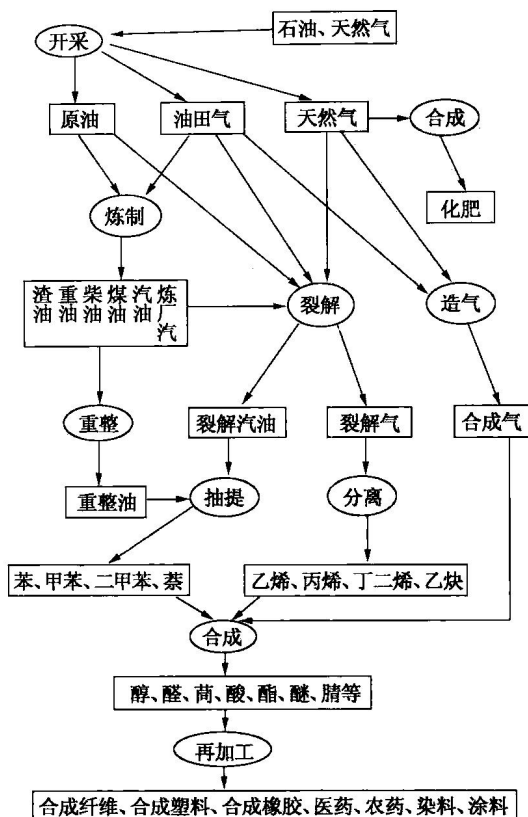 石油、天然气
开采
原油
油田气
天然气
合成
炼制
化肥
渣油
重油
柴油
煤油
汽油
炼厂汽
裂解
造气
重整
裂解汽油
裂解气
合成气
重整油
抽提
分离
苯、甲苯、二甲苯、萘
乙烯、丙烯、丁二烯、乙炔
合成
醇、醛、茼、酸、酯、醚、腈等
再加工
合成纤维、合成塑料、合成橡胶、医药、农药、染料、涂料